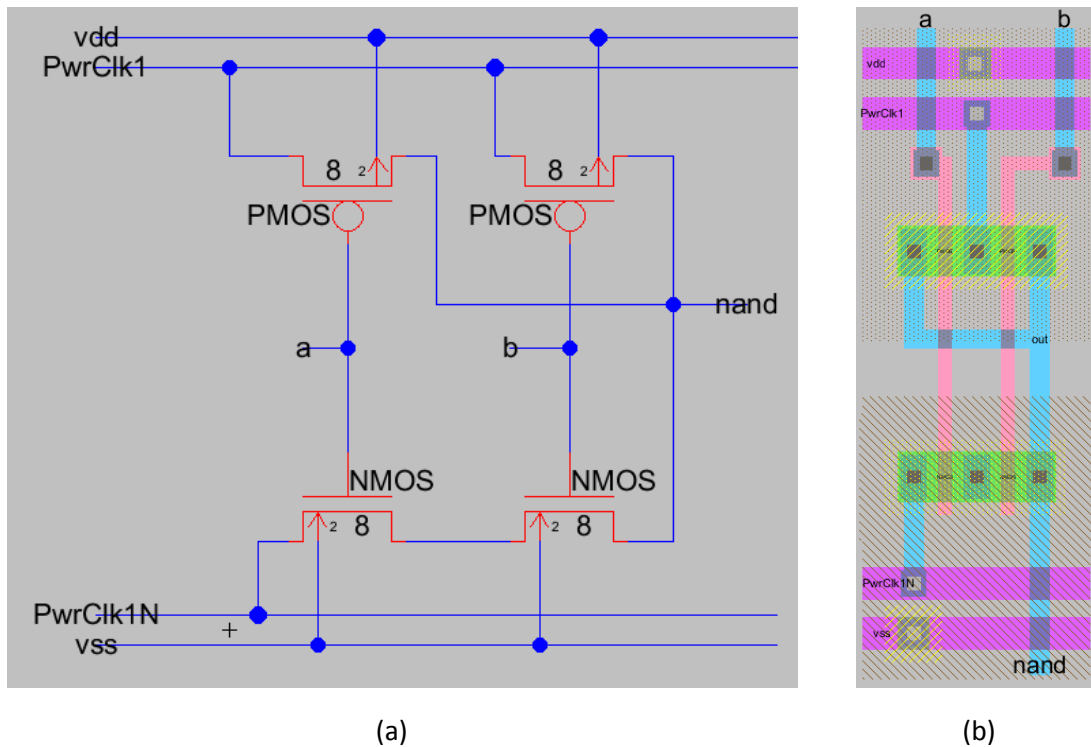 vdd
PwrClk1
8
2
8
2
PMOS
PMOS
nand
a
b
NMOS
NMOS
2
8
2
8
PwrClk1N
vss
(a)
a
b
vdd
PwrClk1
out
PwrClk1N
vss
nand
(b)